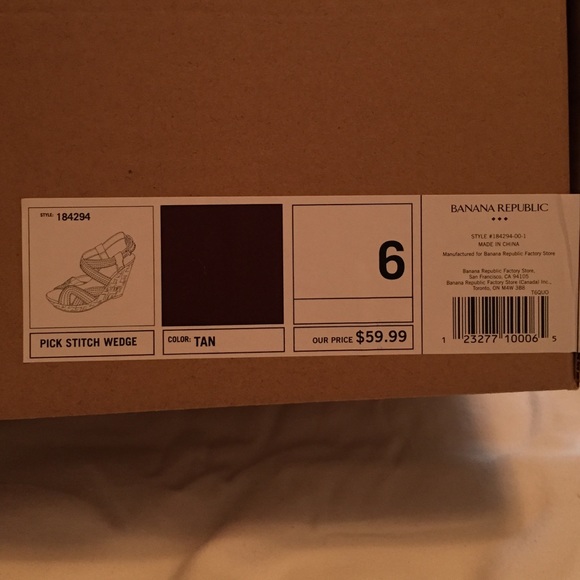 STYLE: 184294
PICK STITCH WEDGE
COLOR: TAN
6
OUR PRICE $59.99
BANANA REPUBLIC
STYLE #184294-00-1
MADE IN CHINA
Manufactured for Banana Republic Factory Store
Banana Republic Factory Store,
San Francisco, CA 94105
Banana Republic Factory Store (Canada) Inc.,
Toronto, ON M4W 3B8
1 23277 10006 5